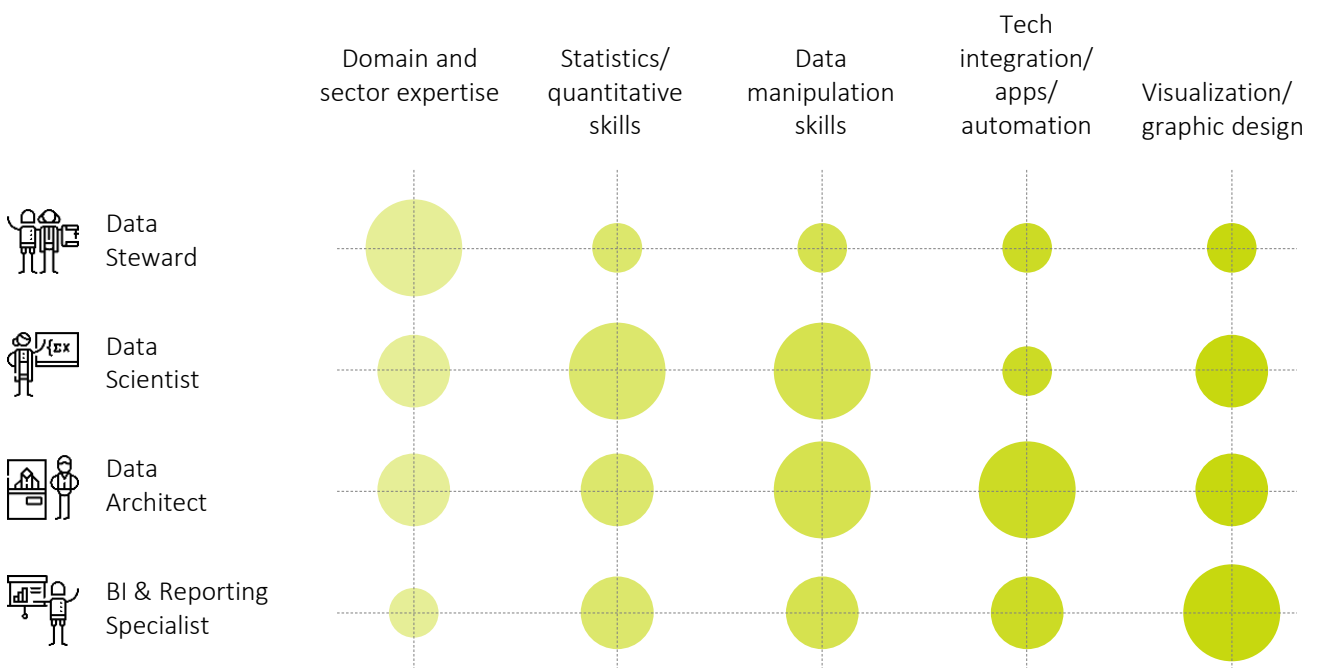 Domain and
sector expertise
Statistics/
quantitative
skills
Data
manipulation
skills
Tech
integration/
apps/
automation
Visualization/
graphic design
Data
Steward
{Σx
Data
Scientist
Data
Architect
BI & Reporting
Specialist